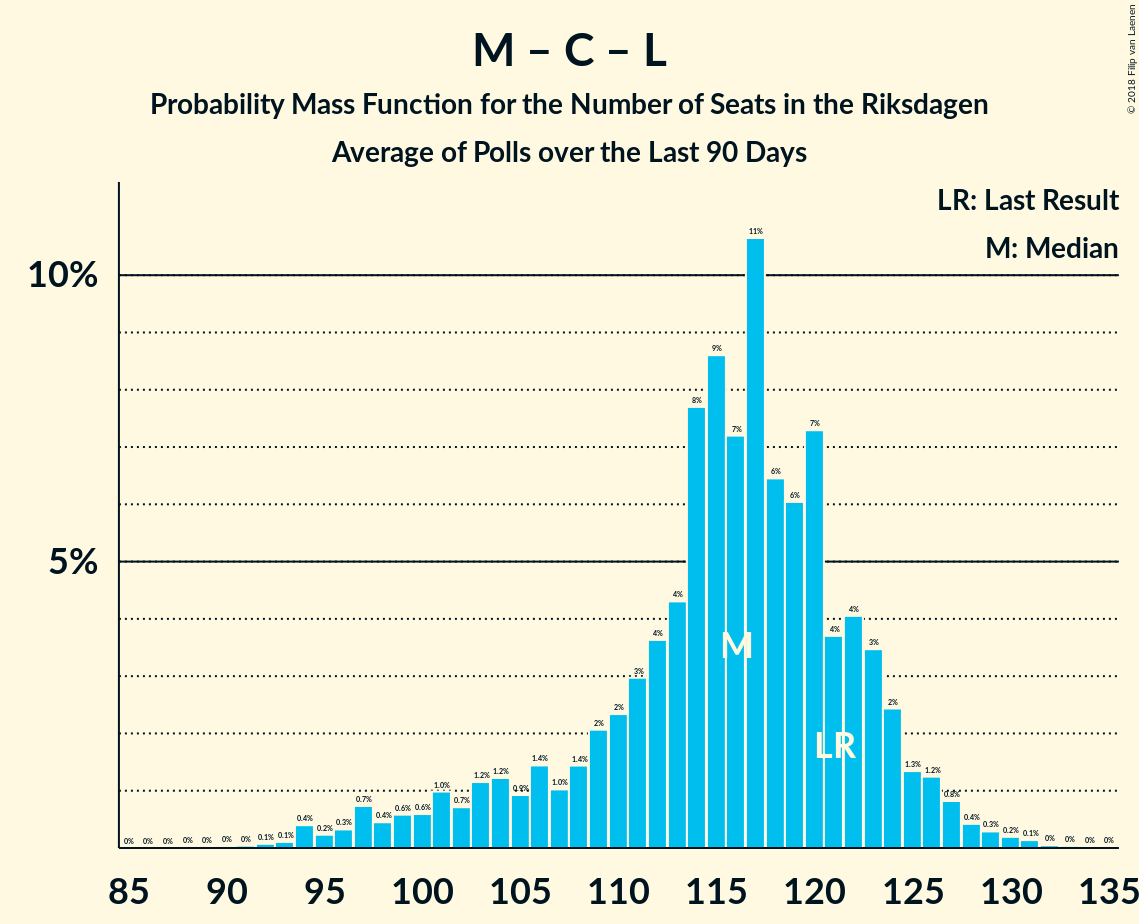 M – C – L
Probability Mass Function for the Number of Seats in the Riksdagen
Average of Polls over the Last 90 Days
© 2018 Filip van Laenen
LR: Last Result
M: Median
10%
5%
0% 0% 0% 0% 0% 0% 0% 0.1% 0.1% 0.4% 0.2% 0.3% 0.7% 0.4% 0.6% 0.6% 1.0% 0.7% 1.2% 1.2% 0.9% 1.4% 1.0% 1.4% 2% 2% 3% 4% 4% 8% 9% 7% 11% 6% 6% 7% 4% 4% 3% 2% 1.3% 1.2% 0.8% 0.4% 0.3% 0.2% 0.1% 0% 0% 0% 0%
M
LR
85 90 95 100 105 110 115 120 125 130 135